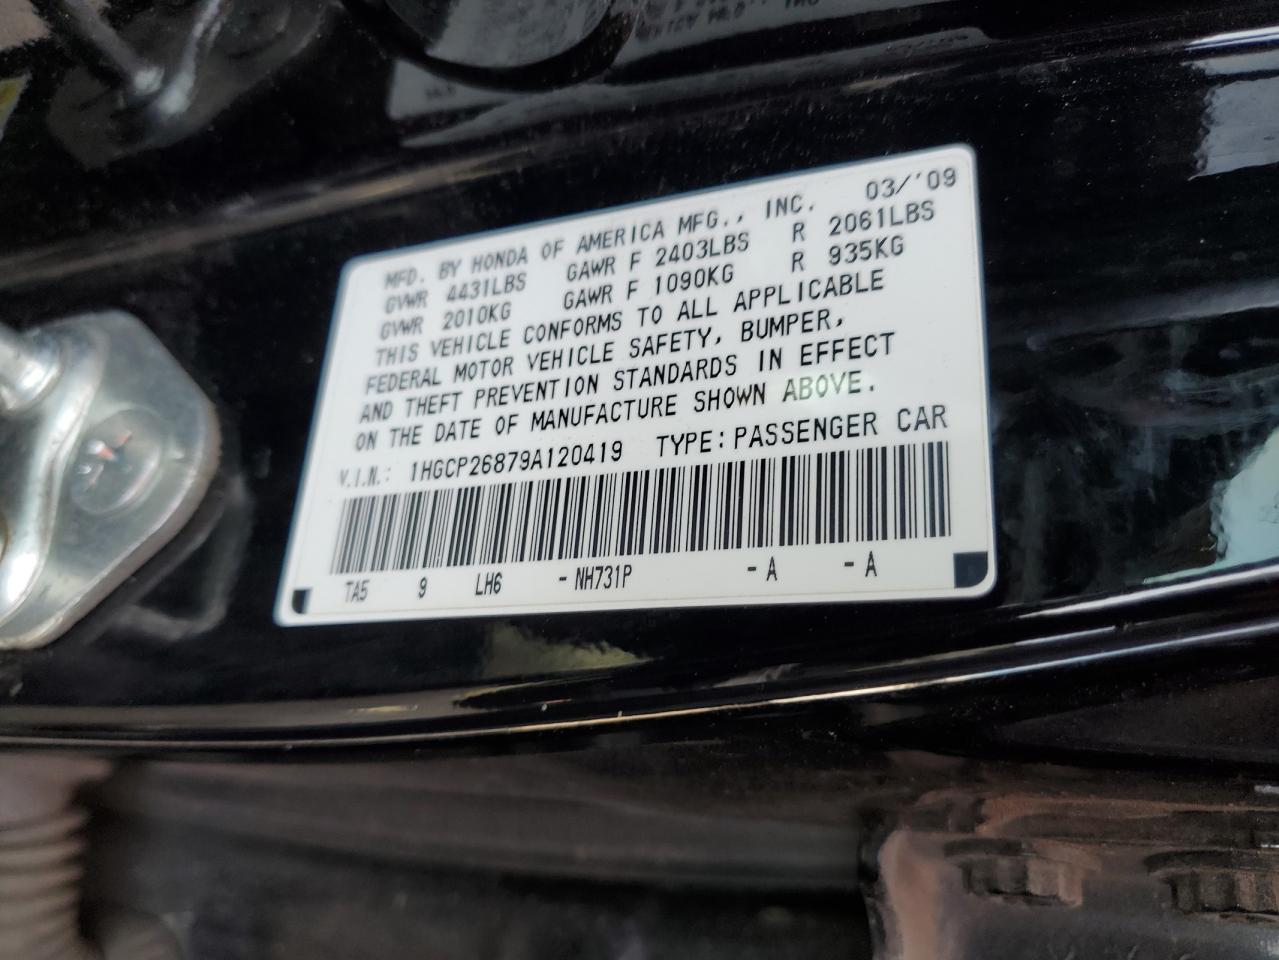 MFD. BY HONDA OF AMERICA MFG., INC. 03/'09
GVWR 4431LBS GAWR F 2403LBS R 2061LBS
GVWR 2010KG GAWR F 1090KG R 935KG
THIS VEHICLE CONFORMS TO ALL APPLICABLE
FEDERAL MOTOR VEHICLE SAFETY, BUMPER,
AND THEFT PREVENTION STANDARDS IN EFFECT
ON THE DATE OF MANUFACTURE SHOWN ABOVE.
V.I.N.: 1HGCP26879A120419 TYPE: PASSENGER CAR
TA5 9 LH6 -NH731P -A -A